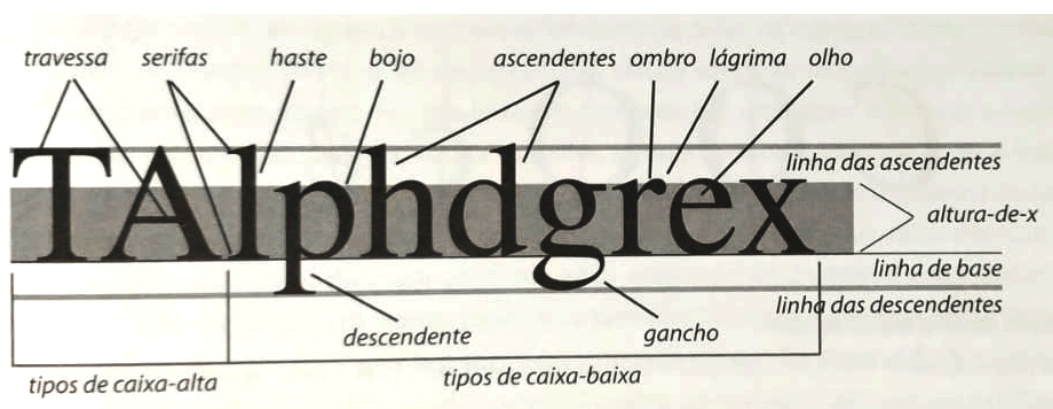 travessa serifas haste bojo ascendentes ombro lágrima olho
TAlphdgrex
linha das ascendentes
altura-de-x
linha de base
linha das descendentes
descendente gancho
tipos de caixa-alta tipos de caixa-baixa